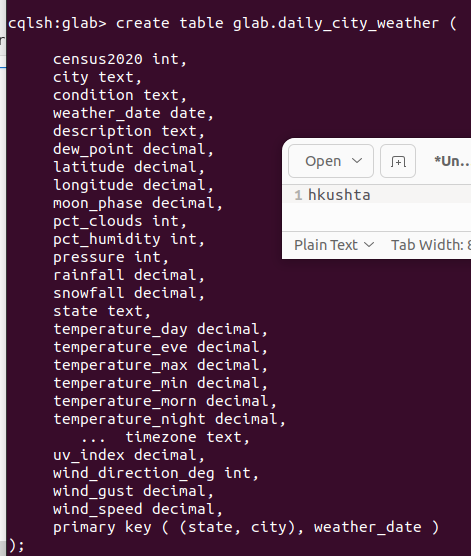 cqlsh:glab> create table glab.daily_city_weather (
census2020 int,
city text,
condition text,
weather_date date,
description text,
dew_point decimal,
latitude decimal,
longitude decimal,
moon_phase decimal,
pct_clouds int,
pct_humidity int,
pressure int,
rainfall decimal,
snowfall decimal,
state text,
temperature_day decimal,
temperature_eve decimal,
temperature_max decimal,
temperature_min decimal,
temperature_morn decimal,
temperature_night decimal,
... timezone text,
uv_index decimal,
wind_direction_deg int,
wind_gust decimal,
wind_speed decimal,
primary key ( (state, city), weather_date )
);
Open
*Un...
1 hkushta
Plain Text
Tab Width: 8